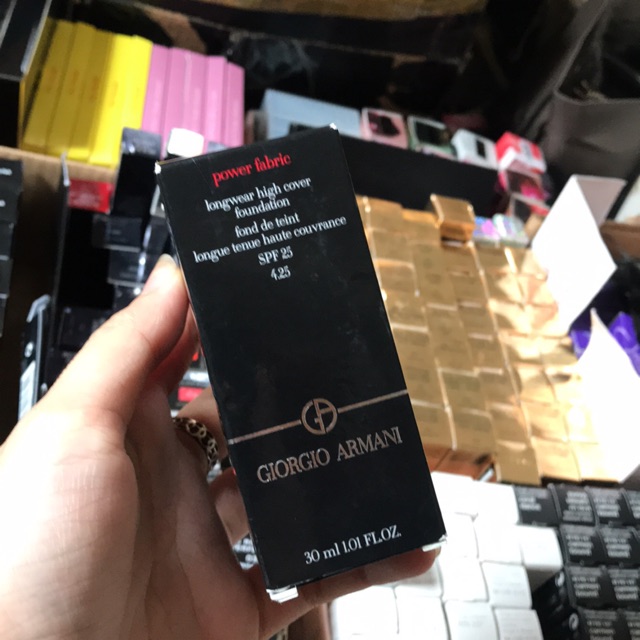 power fabric
longwear high cover
foundation
fond de teint
longue tenue haute couvrance
SPF 25
4.25
GIORGIO ARMANI
30 ml 1.01 FL.OZ.